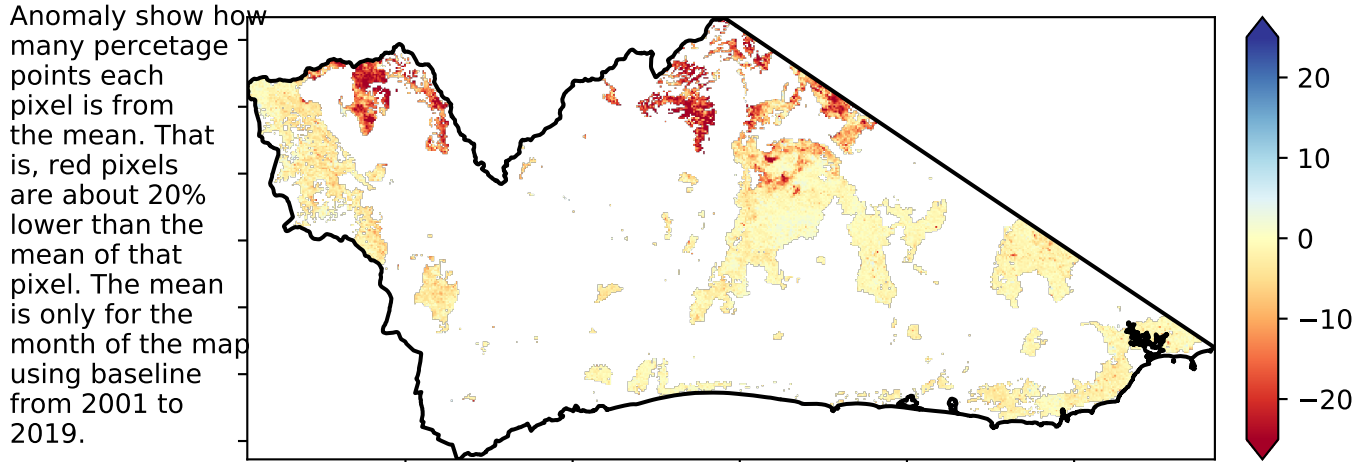 Anomaly show how
many percetage
points each
pixel is from
the mean. That
is, red pixels
are about 20%
lower than the
mean of that
pixel. The mean
is only for the
month of the map
using baseline
from 2001 to
2019.
20
10
0
−10
−20